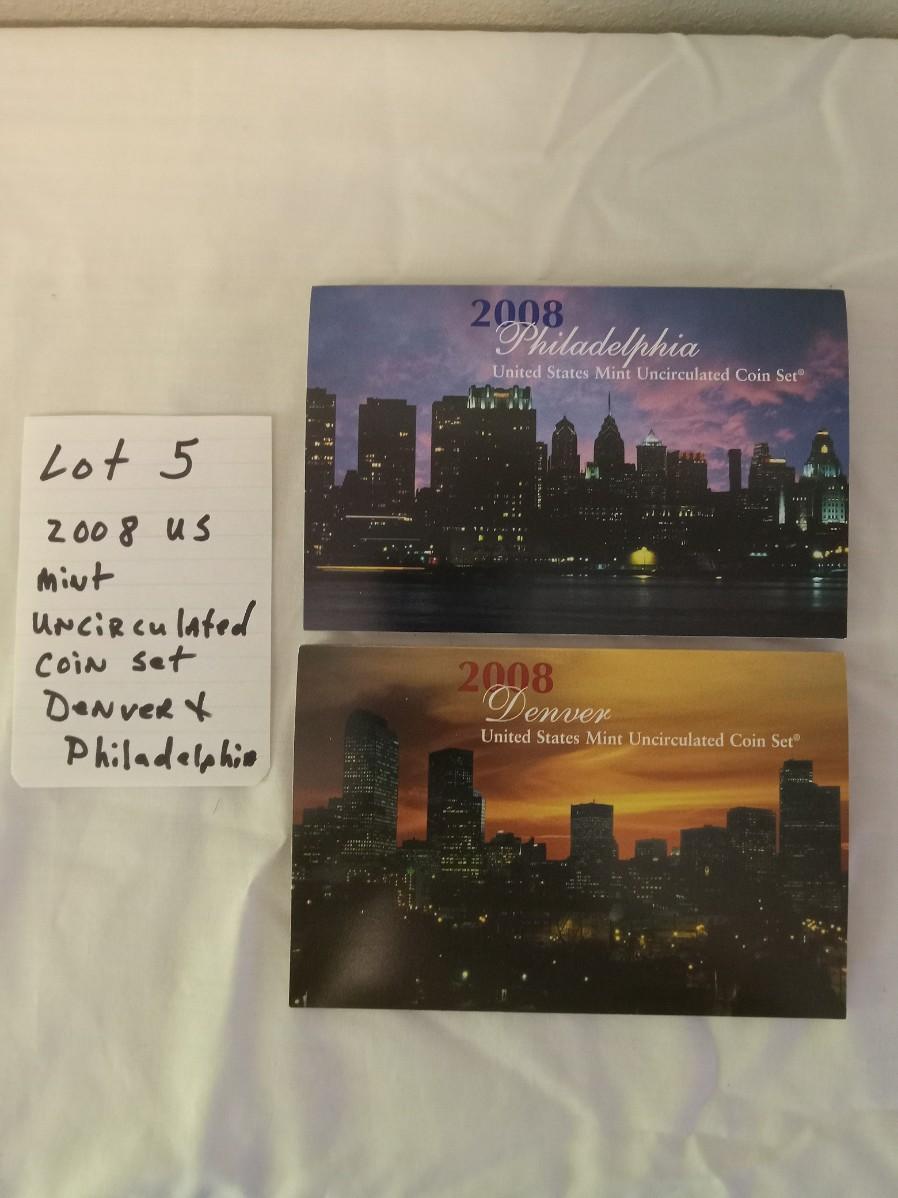 Lot 5
2008 US
Mint
Uncirculated
Coin Set
Denver &
Philadelphia
2008
Philadelphia
United States Mint Uncirculated Coin Set®
2008
Denver
United States Mint Uncirculated Coin Set®